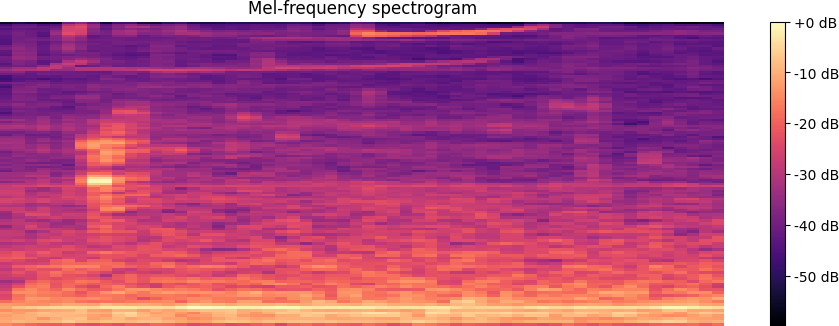 Mel-frequency spectrogram
+0 dB
-10 dB
-20 dB
-30 dB
-40 dB
-50 dB